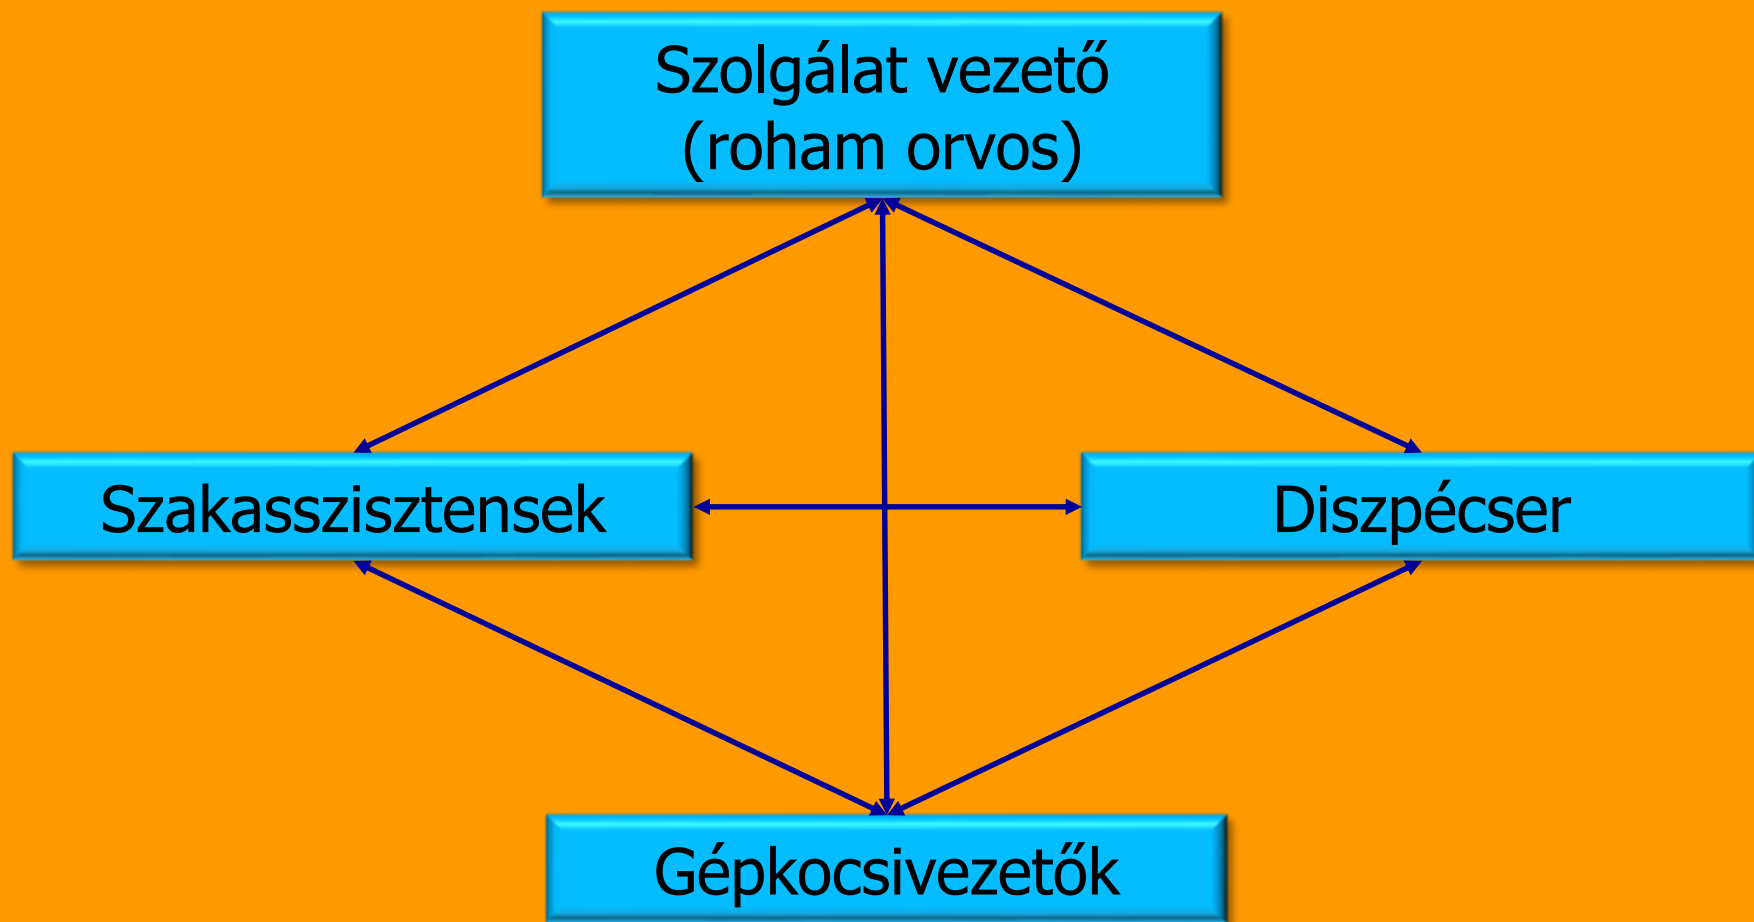 Szolgálat vezető
(roham orvos)
Szakasszisztensek
Diszpécser
Gépkocsivezetők